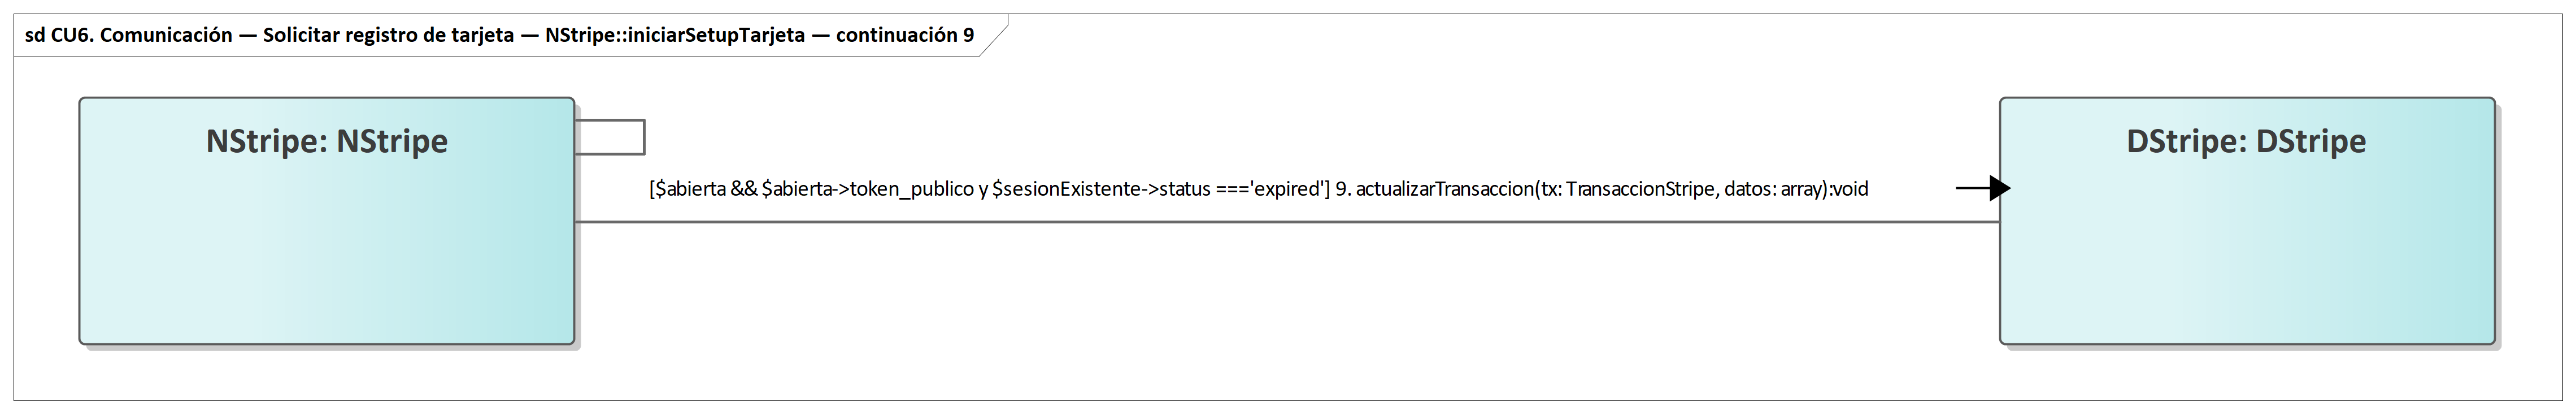 sd CU6. Comunicación — Solicitar registro de tarjeta — NStripe::iniciarSetupTarjeta — continuación 9
NStripe: NStripe
DStripe: DStripe
[$abierta && $abierta->token_publico y $sesionExistente->status ==='expired'] 9. actualizarTransaccion(tx: TransaccionStripe, datos: array):void